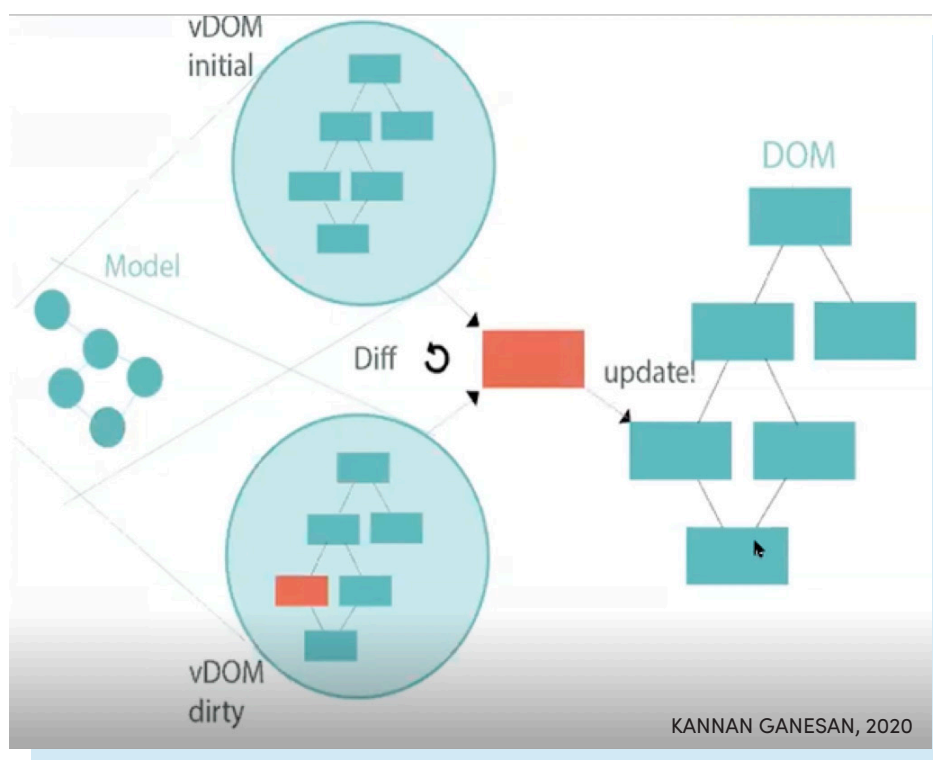 vDOM
initial
DOM
Model
Diff
update!
vDOM
dirty
KANNAN GANESAN, 2020